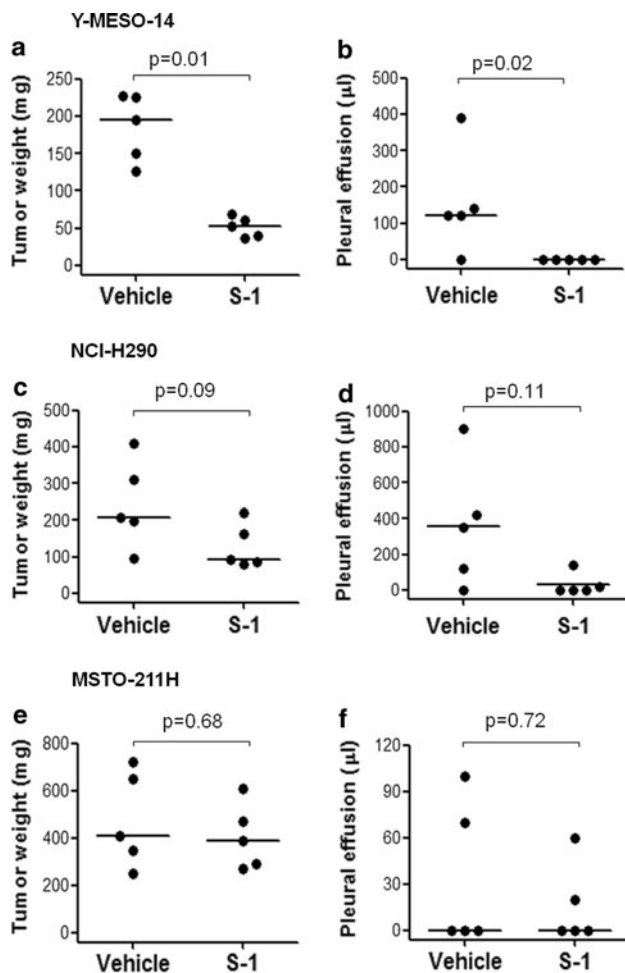 Y-MESO-14
a
b
p=0.01
p=0.02
Tumor weight (mg)
250
200
150
100
50
0
Vehicle
S-1
Pleural effusion (µl)
500
400
300
200
100
0
Vehicle
S-1
NCI-H290
c
d
p=0.09
p=0.11
Tumor weight (mg)
500
400
300
200
100
0
Vehicle
S-1
Pleural effusion (µl)
1000
800
600
400
200
0
Vehicle
S-1
MSTO-211H
e
f
p=0.68
p=0.72
Tumor weight (mg)
800
600
400
200
0
Vehicle
S-1
Pleural effusion (µl)
120
90
60
30
0
Vehicle
S-1